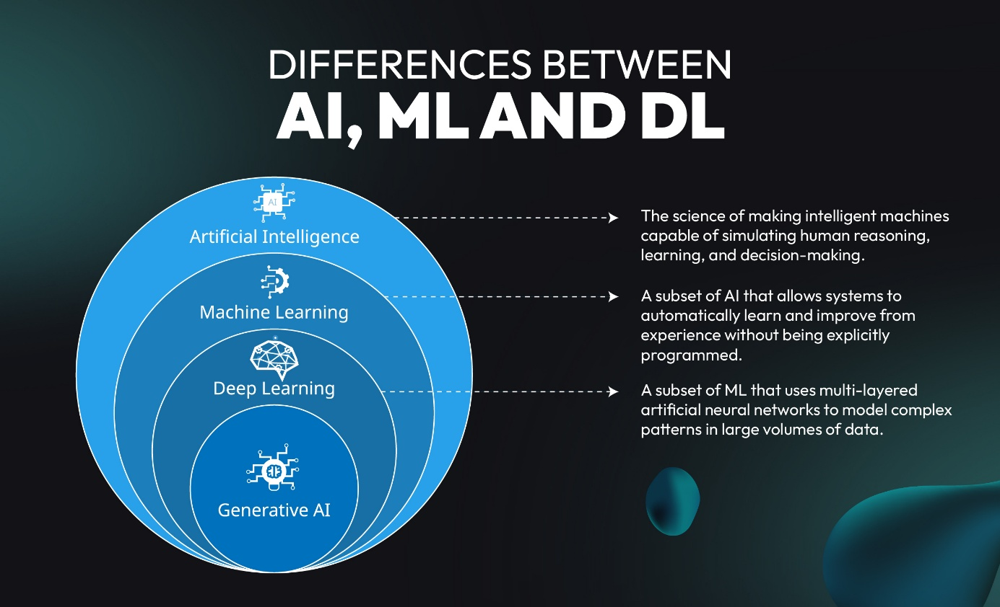 DIFFERENCES BETWEEN
AI, ML AND DL
AI
Artificial Intelligence
The science of making intelligent machines
capable of simulating human reasoning,
learning, and decision-making.
Machine Learning
A subset of AI that allows systems to
automatically learn and improve from
experience without being explicitly
programmed.
Deep Learning
A subset of ML that uses multi-layered
artificial neural networks to model complex
patterns in large volumes of data.
Generative AI